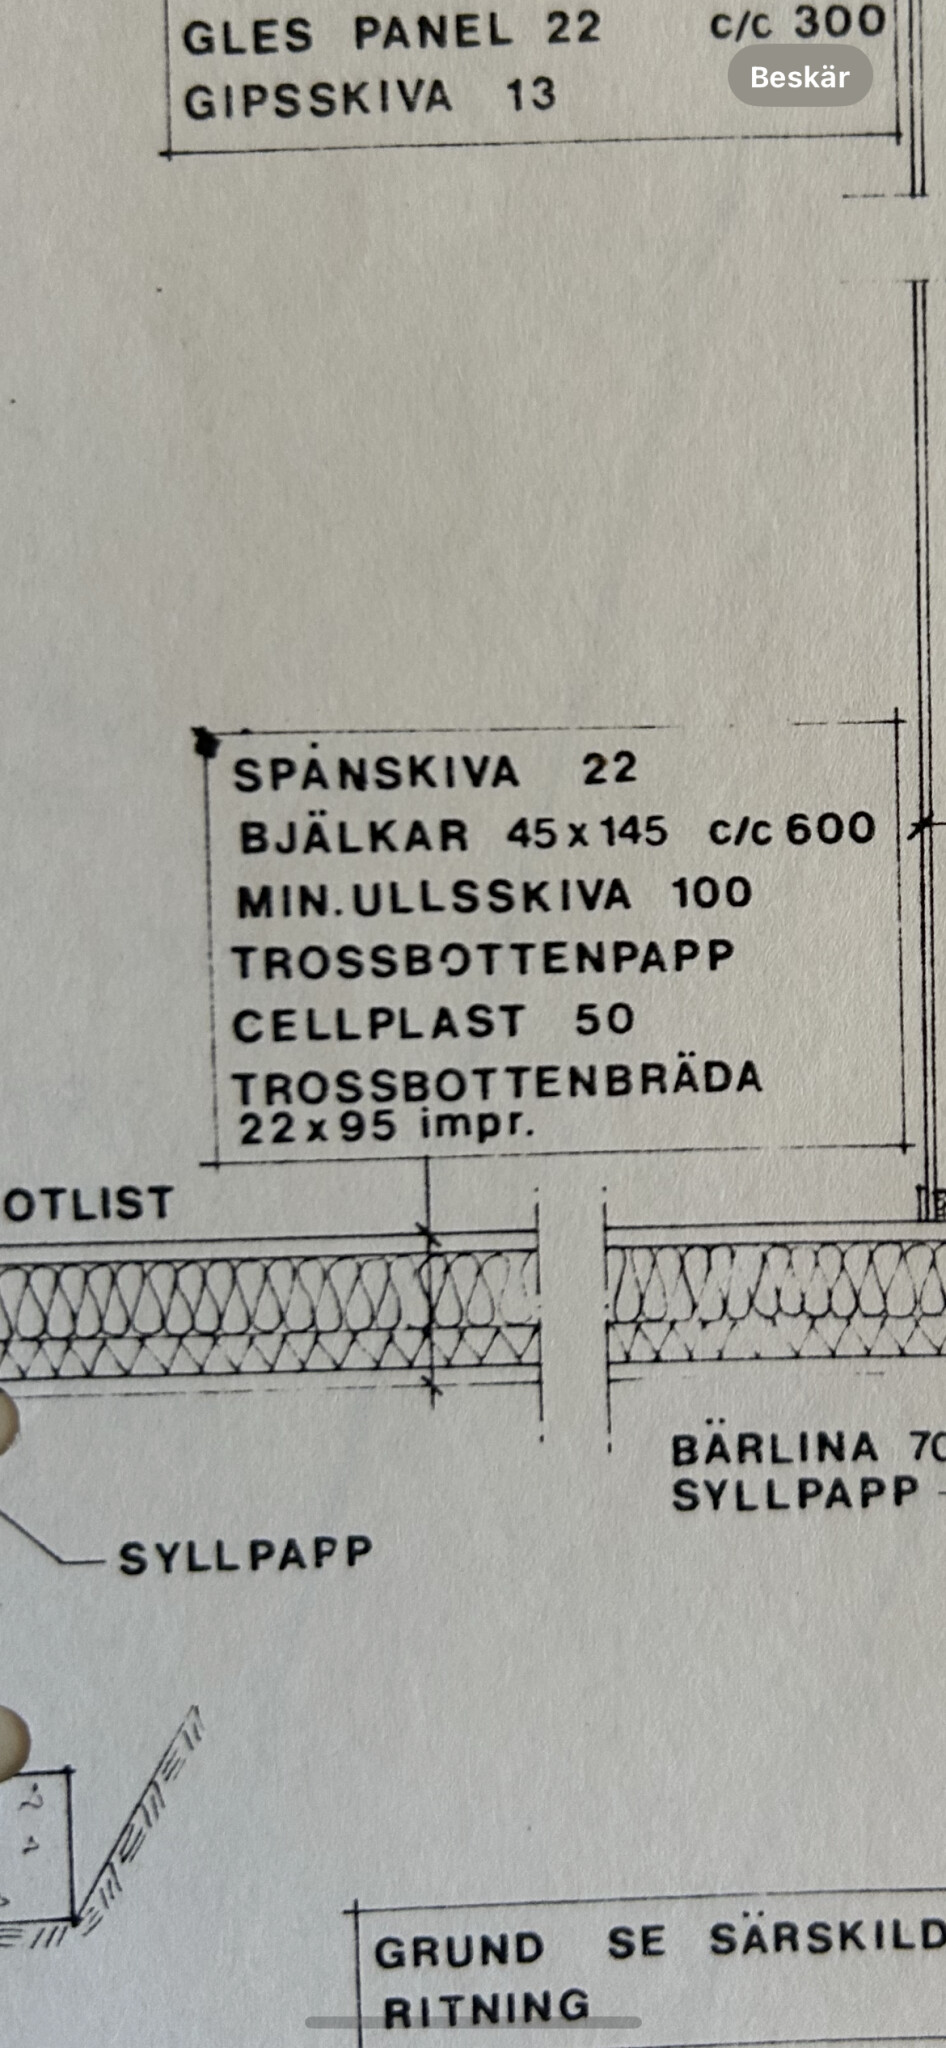 GLES PANEL 22 c/c 300
Beskär
GIPSSKIVA 13
SPÅNSKIVA 22
BJÄLKAR 45x145 c/c 600
MIN.ULLSSKIVA 100
TROSSBOTTENPAPP
CELLPLAST 50
TROSSBOTTENBRÄDA
22x95 impr.
OTLIST
BÄRLINA 70
SYLLPAPP
SYLLPAPP
GRUND SE SÄRSKILD
RITNING